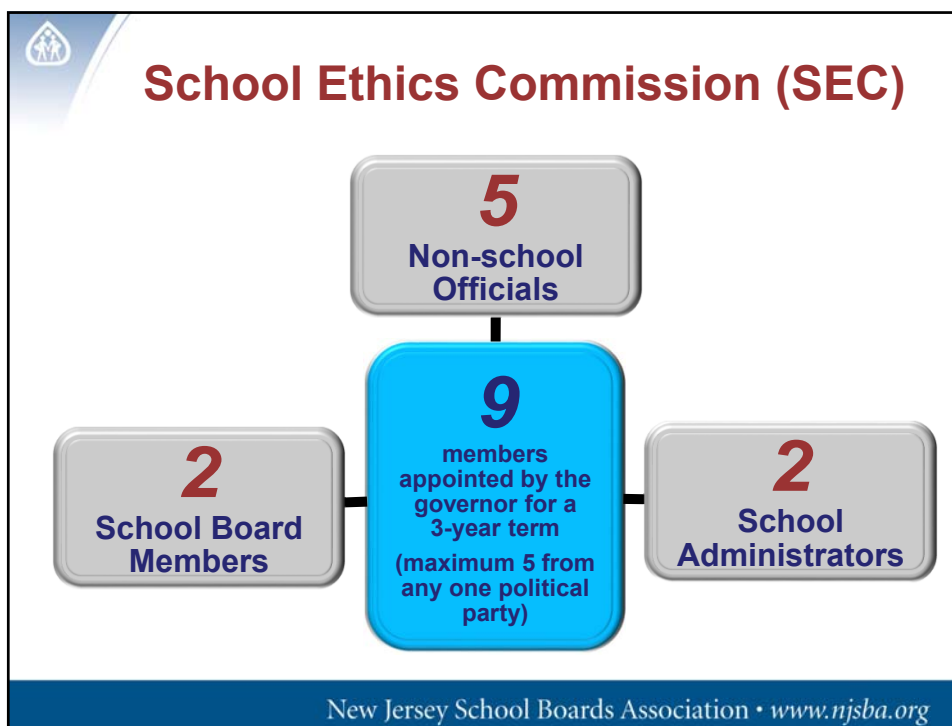 School Ethics Commission (SEC)
5
Non-school
Officials
9
members
appointed by the
governor for a
3-year term
(maximum 5 from
any one political
party)
2
School Board
Members
2
School
Administrators
New Jersey School Boards Association • www.njsba.org